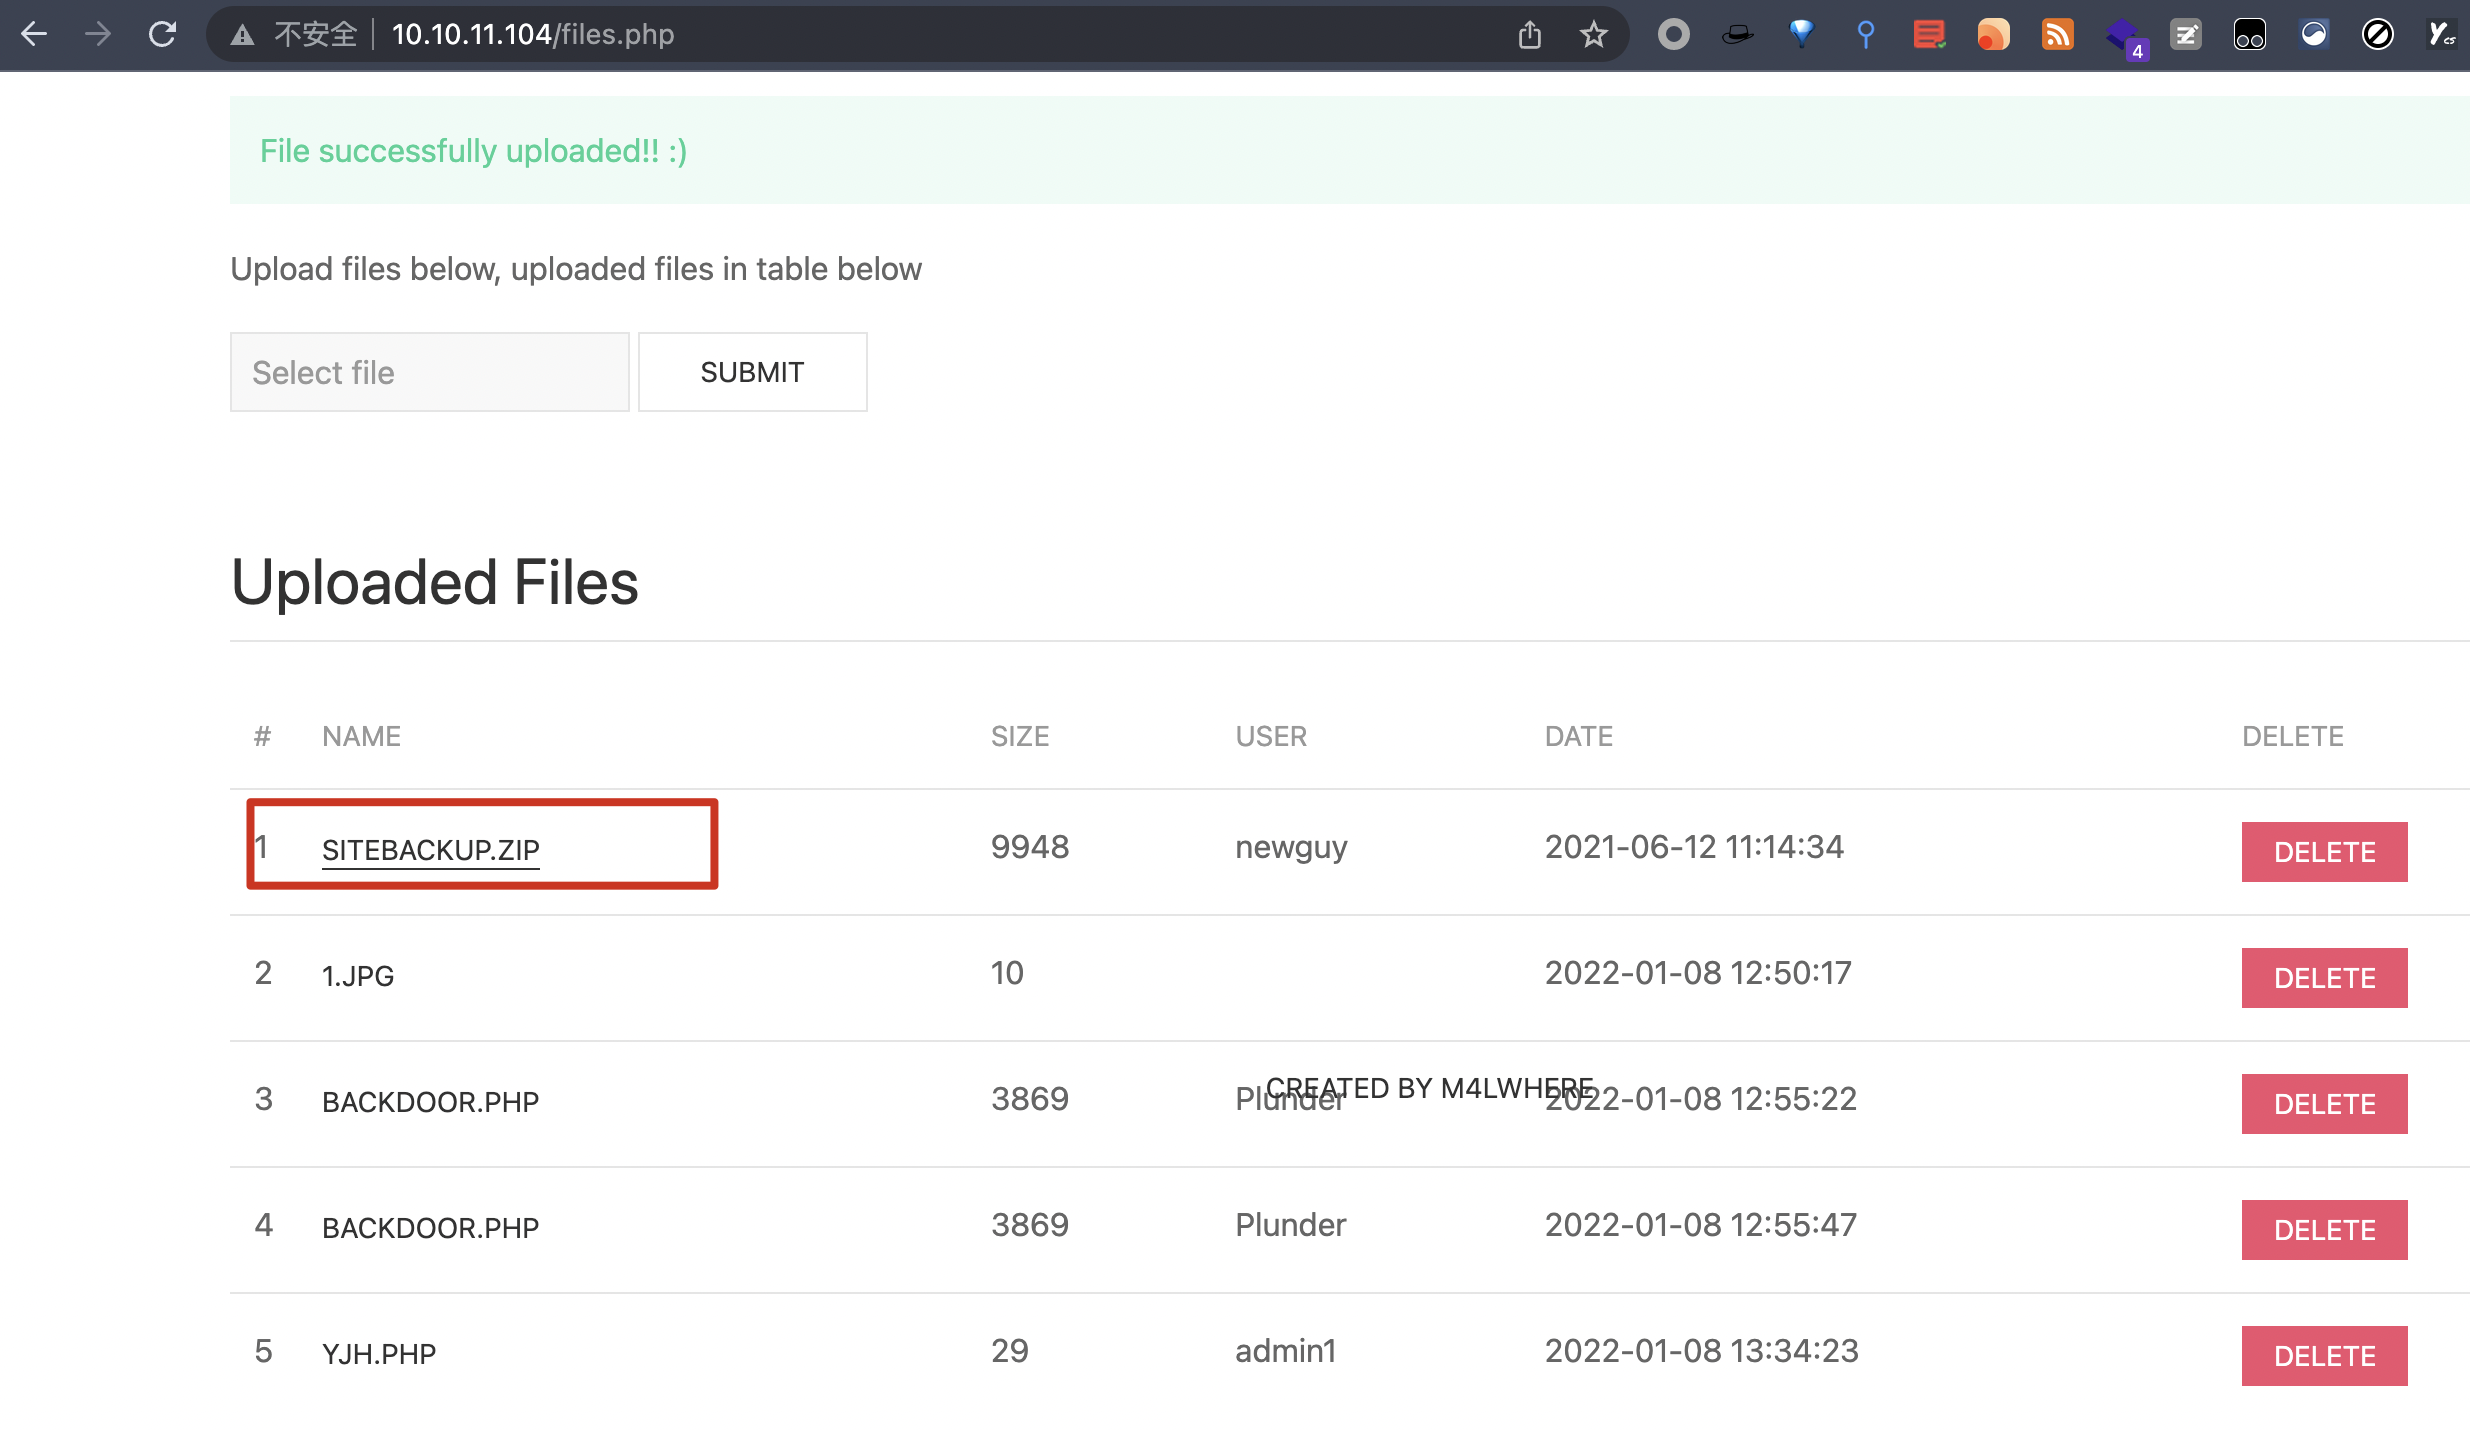 不安全 10.10.11.104/files.php
4
File successfully uploaded!! :)
Upload files below, uploaded files in table below
Select file SUBMIT
Uploaded Files
# NAME SIZE USER DATE DELETE
1 SITEBACKUP.ZIP 9948 newguy 2021-06-12 11:14:34 DELETE
2 1.JPG 10 2022-01-08 12:50:17 DELETE
CREATED BY M4LWHERE
3 BACKDOOR.PHP 3869 Plunder 2022-01-08 12:55:22 DELETE
4 BACKDOOR.PHP 3869 Plunder 2022-01-08 12:55:47 DELETE
5 YJH.PHP 29 admin1 2022-01-08 13:34:23 DELETE